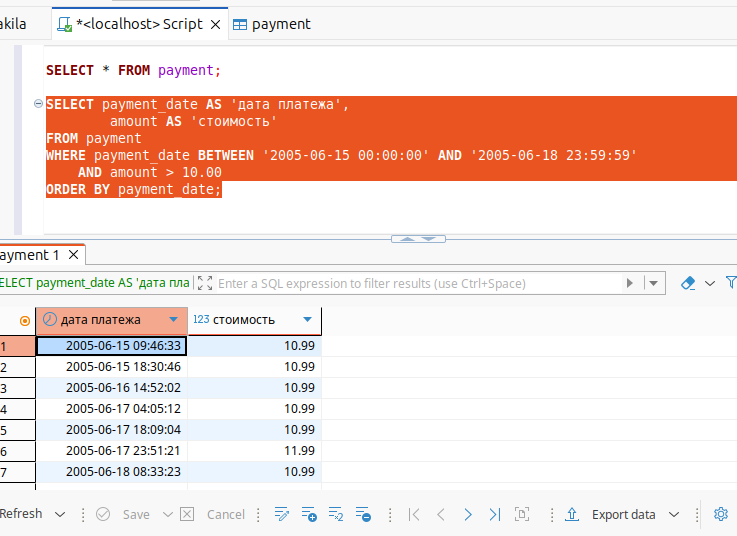 akila
*<localhost> Script
payment
SELECT * FROM payment;
SELECT payment_date AS 'дата платежа',
amount AS 'стоимость'
FROM payment
WHERE payment_date BETWEEN '2005-06-15 00:00:00' AND '2005-06-18 23:59:59'
AND amount > 10.00
ORDER BY payment_date;
ayment 1
ELECT payment_date AS 'дата пла
Enter a SQL expression to filter results (use Ctrl+Space)
дата платежа 123 стоимость
1 2005-06-15 09:46:33 10.99
2 2005-06-15 18:30:46 10.99
3 2005-06-16 14:52:02 10.99
4 2005-06-17 04:05:12 10.99
5 2005-06-17 18:09:04 10.99
6 2005-06-17 23:51:21 11.99
7 2005-06-18 08:33:23 10.99
Refresh Save Cancel Export data